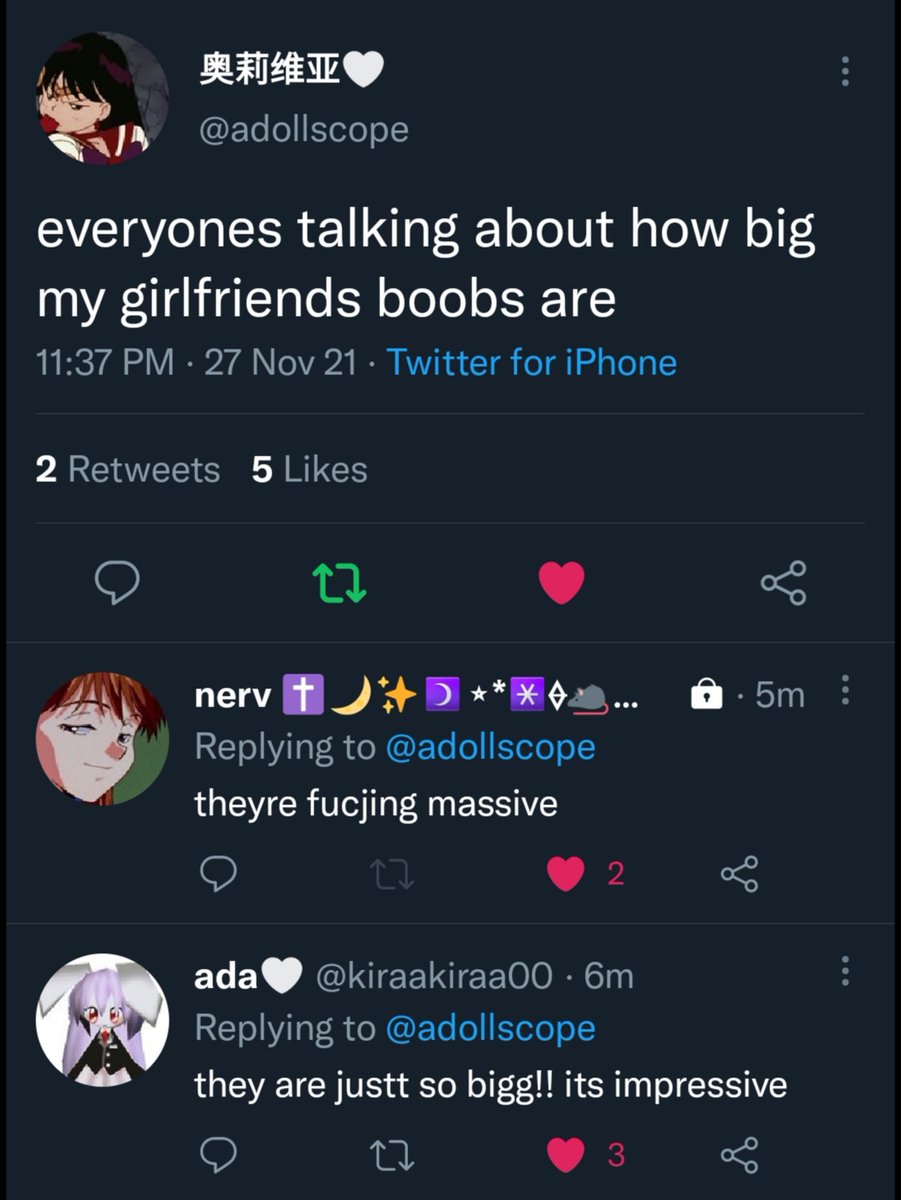 奥莉维亚🤍
@adollscope
everyones talking about how big
my girlfriends boobs are
11:37 PM · 27 Nov 21 · Twitter for iPhone
2 Retweets 5 Likes
nerv ✝️🌙✨☪️⭑*✡️⟠🐀... 🔒 · 5m
Replying to @adollscope
theyre fucjing massive
2
ada🤍 @kiraakiraa00 · 6m
Replying to @adollscope
they are justt so bigg!! its impressive
3